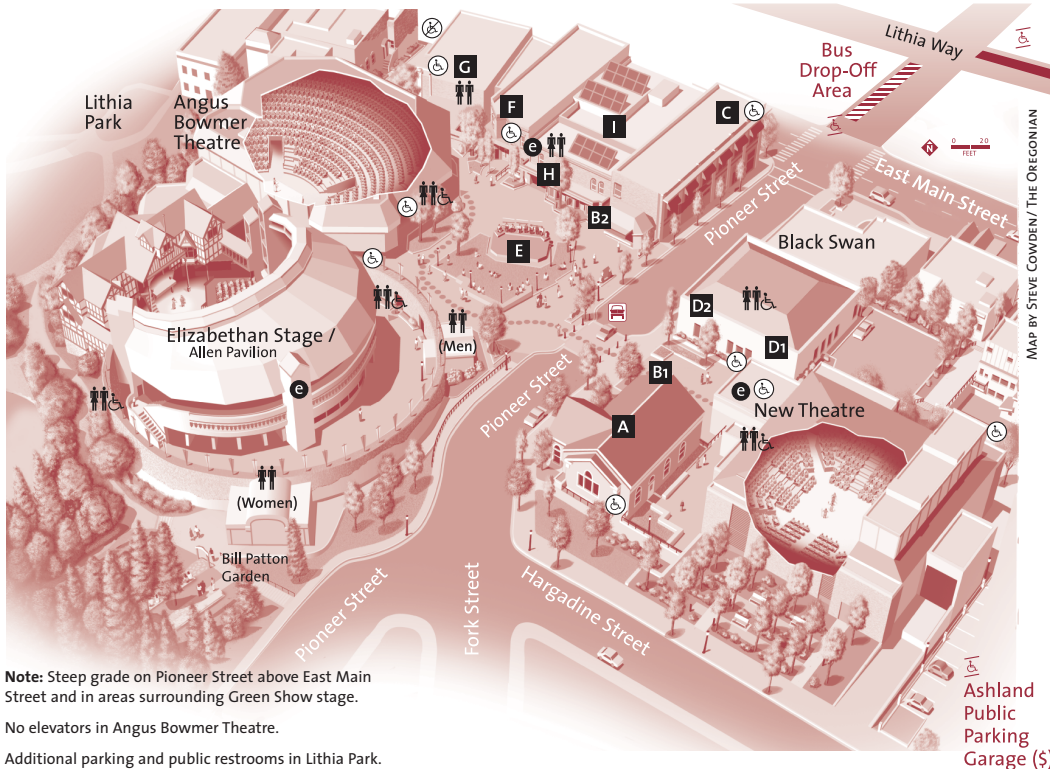 Lithia Way
Bus
Drop-Off
Area
Lithia
Park
Angus
Bowmer
Theatre
G
F
I
C
e
H
B2
E
N
0 20
FEET
East Main Street
Pioneer Street
Black Swan
MAP BY STEVE COWDEN/ THE OREGONIAN
D2
D1
Elizabethan Stage /
Allen Pavilion
(Men)
e
Pioneer Street
B1
A
e
New Theatre
(Women)
Bill Patton
Garden
Pioneer Street
Fork Street
Hargadine Street
Note: Steep grade on Pioneer Street above East Main
Street and in areas surrounding Green Show stage.
No elevators in Angus Bowmer Theatre.
Additional parking and public restrooms in Lithia Park.
Ashland
Public
Parking
Garage ($)